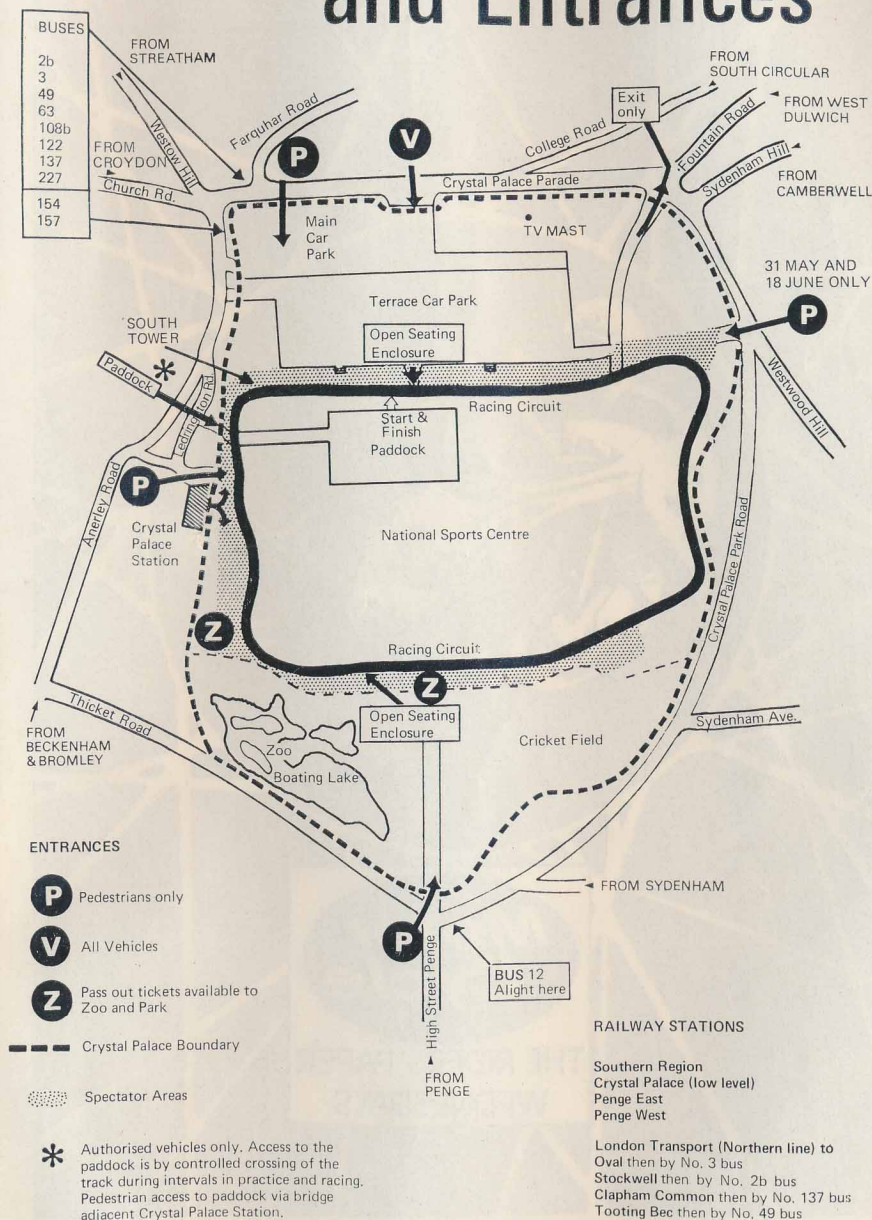 and Entrances
BUSES
2b
3
49
63
108b
122
137
227
154
157
FROM
STREATHAM
FROM
CROYDON
Westow Hill
Church Rd.
Farquhar Road
P
V
Exit
only
College Road
FROM
SOUTH CIRCULAR
FROM WEST
DULWICH
Fountain Road
Sydenham Hill
FROM
CAMBERWELL
Crystal Palace Parade
Main
Car
Park
TV MAST
31 MAY AND
18 JUNE ONLY
P
Terrace Car Park
SOUTH
TOWER
Open Seating
Enclosure
Paddock
*
Ledrington Rd
Racing Circuit
Start &
Finish
Paddock
Westwood Hill
Anerley Road
P
Crystal
Palace
Station
National Sports Centre
Crystal Palace Park Road
Z
Racing Circuit
Z
Thicket Road
FROM
BECKENHAM
& BROMLEY
Open Seating
Enclosure
Sydenham Ave.
Zoo
Boating Lake
Cricket Field
FROM SYDENHAM
P
BUS 12
Alight here
High Street Penge
FROM
PENGE
ENTRANCES
P Pedestrians only
V All Vehicles
Z Pass out tickets available to
Zoo and Park
Crystal Palace Boundary
Spectator Areas
* Authorised vehicles only. Access to the
paddock is by controlled crossing of the
track during intervals in practice and racing.
Pedestrian access to paddock via bridge
adjacent Crystal Palace Station.
RAILWAY STATIONS
Southern Region
Crystal Palace (low level)
Penge East
Penge West
London Transport (Northern line) to
Oval then by No. 3 bus
Stockwell then by No. 2b bus
Clapham Common then by No. 137 bus
Tooting Bec then by No. 49 bus